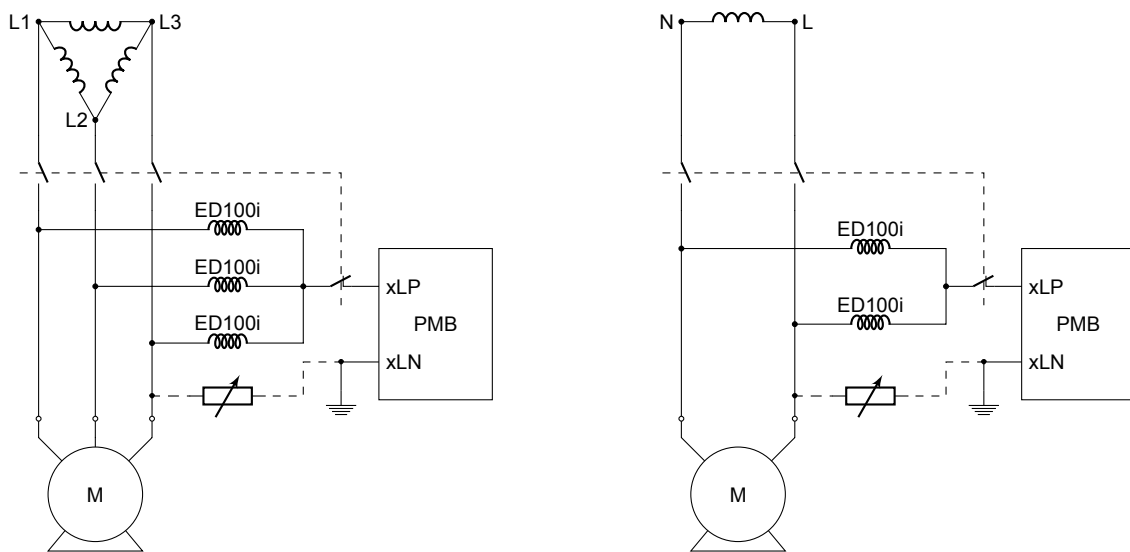 L1
L3
L2
ED100i
ED100i
ED100i
xLP
PMB
xLN
M
N
L
ED100i
ED100i
xLP
PMB
xLN
M